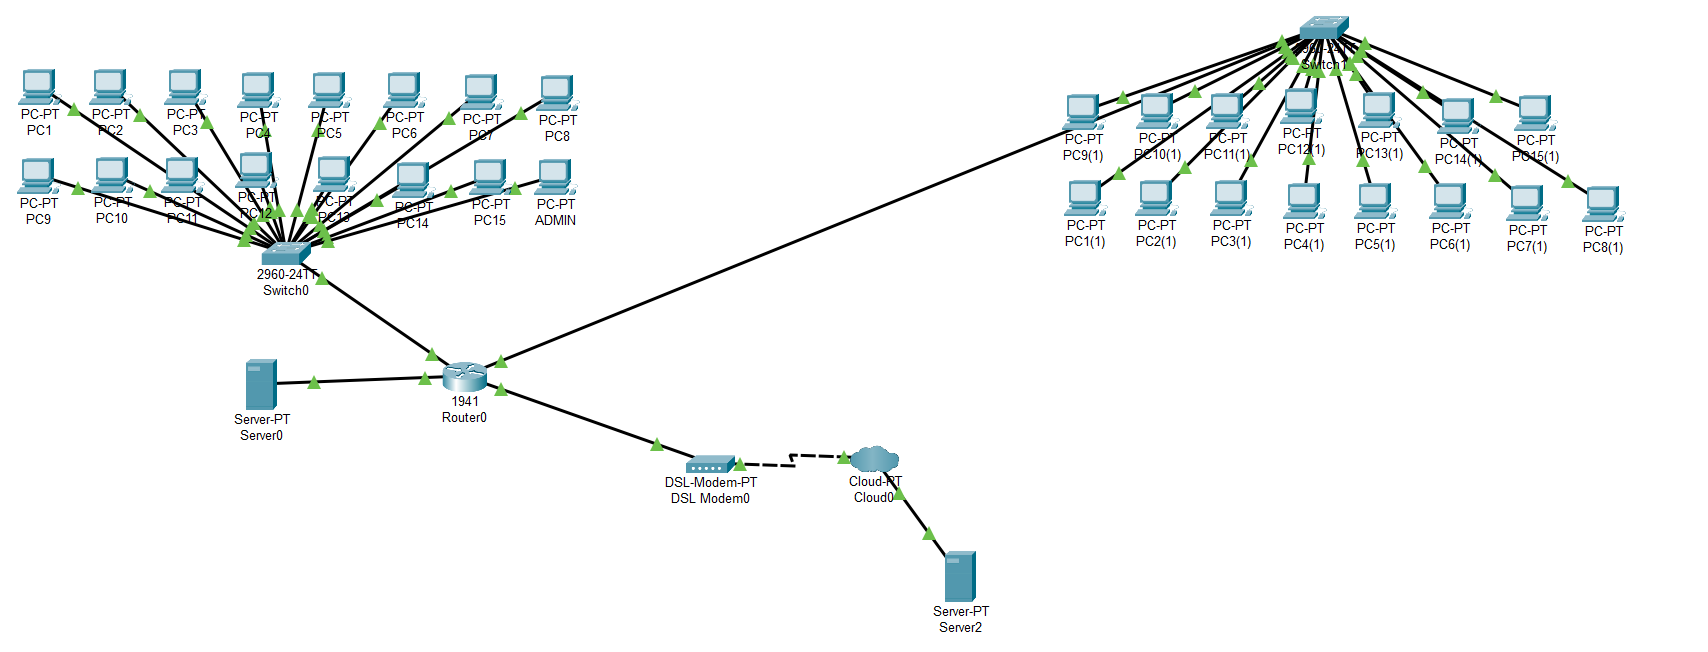 PC-PT
PC1
PC-PT
PC2
PC-PT
PC3
PC-PT
PC4
PC-PT
PC5
PC-PT
PC6
PC-PT
PC7
PC-PT
PC8
PC-PT
PC9
PC-PT
PC10
PC-PT
PC11
PC-PT
PC12
PC-PT
PC13
PC-PT
PC14
PC-PT
PC15
PC-PT
ADMIN
2960-24TT
Switch0
2960-24TT
Switch1
PC-PT
PC9(1)
PC-PT
PC10(1)
PC-PT
PC11(1)
PC-PT
PC12(1)
PC-PT
PC13(1)
PC-PT
PC14(1)
PC-PT
PC15(1)
PC-PT
PC1(1)
PC-PT
PC2(1)
PC-PT
PC3(1)
PC-PT
PC4(1)
PC-PT
PC5(1)
PC-PT
PC6(1)
PC-PT
PC7(1)
PC-PT
PC8(1)
Server-PT
Server0
1941
Router0
DSL-Modem-PT
DSL Modem0
Cloud-PT
Cloud0
Server-PT
Server2